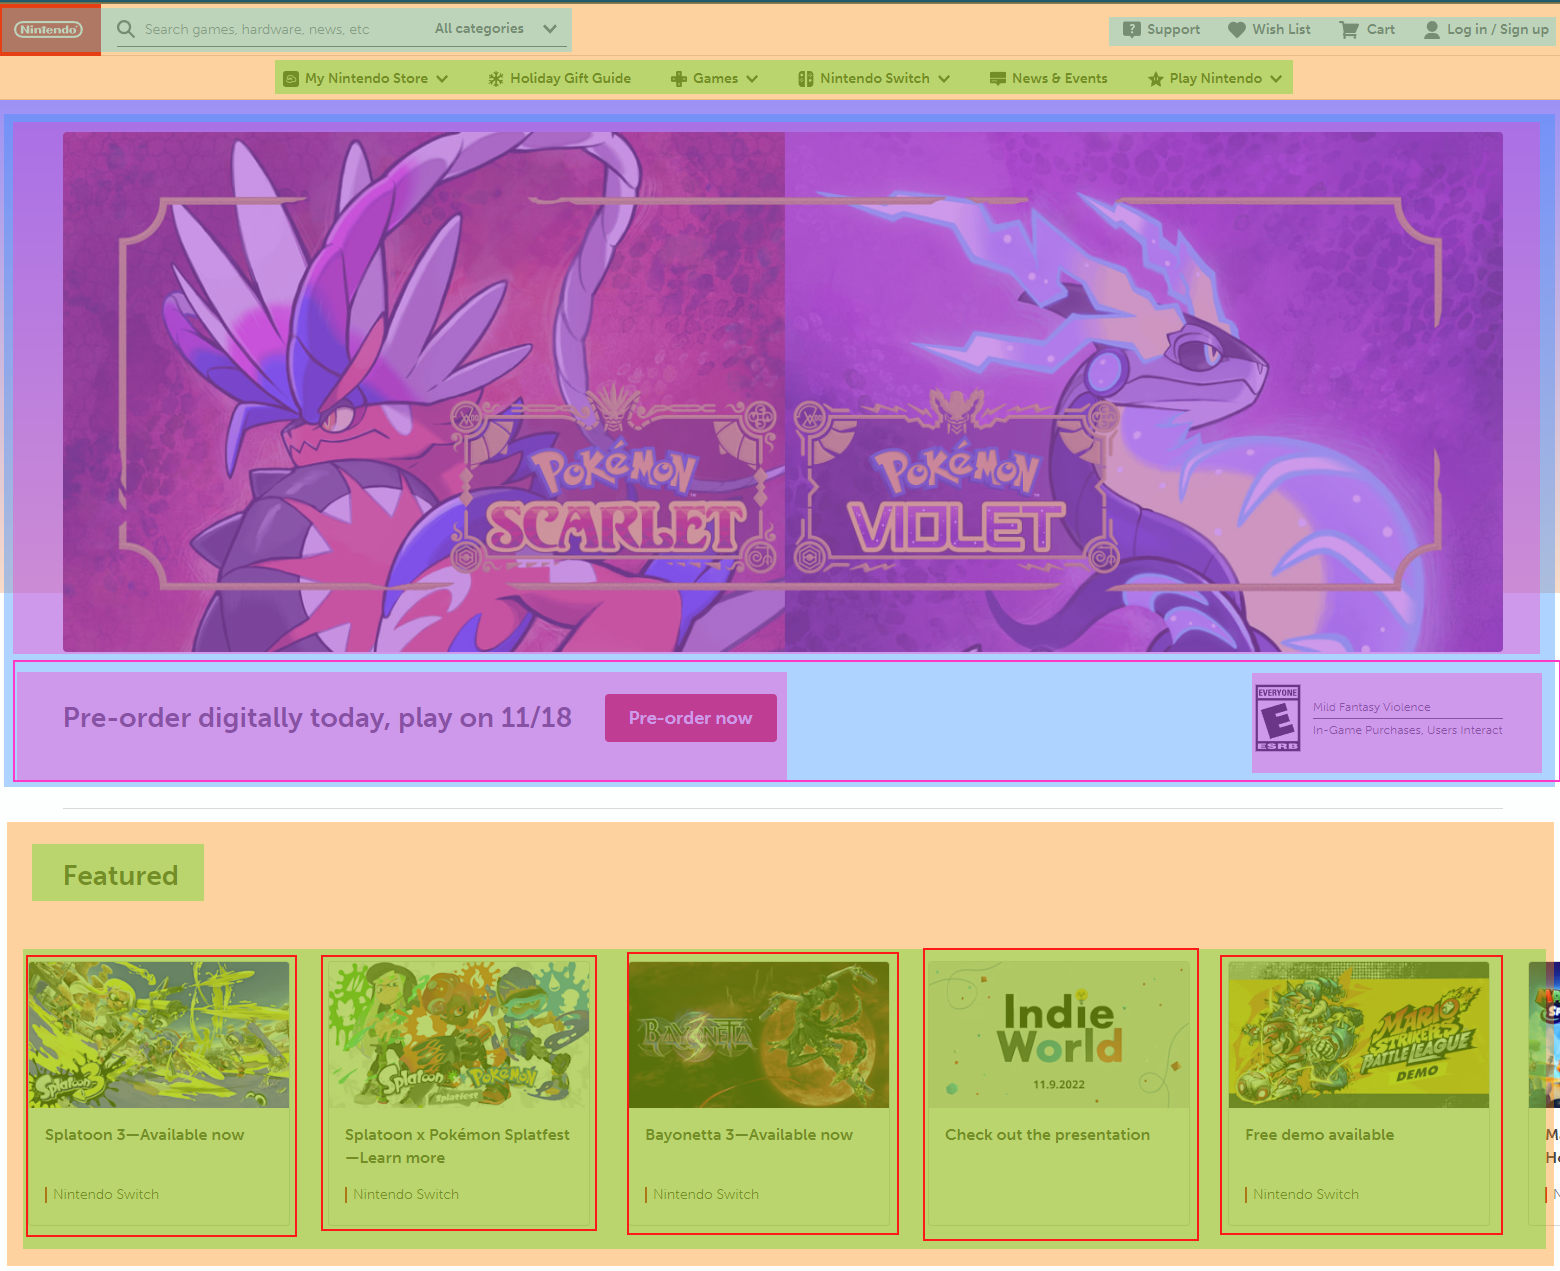 Nintendo
Search games, hardware, news, etc
All categories
Support
Wish List
Cart
Log in / Sign up
My Nintendo Store
Holiday Gift Guide
Games
Nintendo Switch
News & Events
Play Nintendo
POKéMON
SCARLET
POKéMON
VIOLET
Pre-order digitally today, play on 11/18
Pre-order now
EVERYONE
E
ESRB
Mild Fantasy Violence
In-Game Purchases, Users Interact
Featured
Splatoon 3
Splatoon x POKéMON
Splatfest
BAYONETTA 3
Indie
World
11.9.2022
MARIO
STRIKERS
BATTLE LEAGUE
DEMO
Splatoon 3—Available now
Nintendo Switch
Splatoon x Pokémon Splatfest
—Learn more
Nintendo Switch
Bayonetta 3—Available now
Nintendo Switch
Check out the presentation
Free demo available
Nintendo Switch